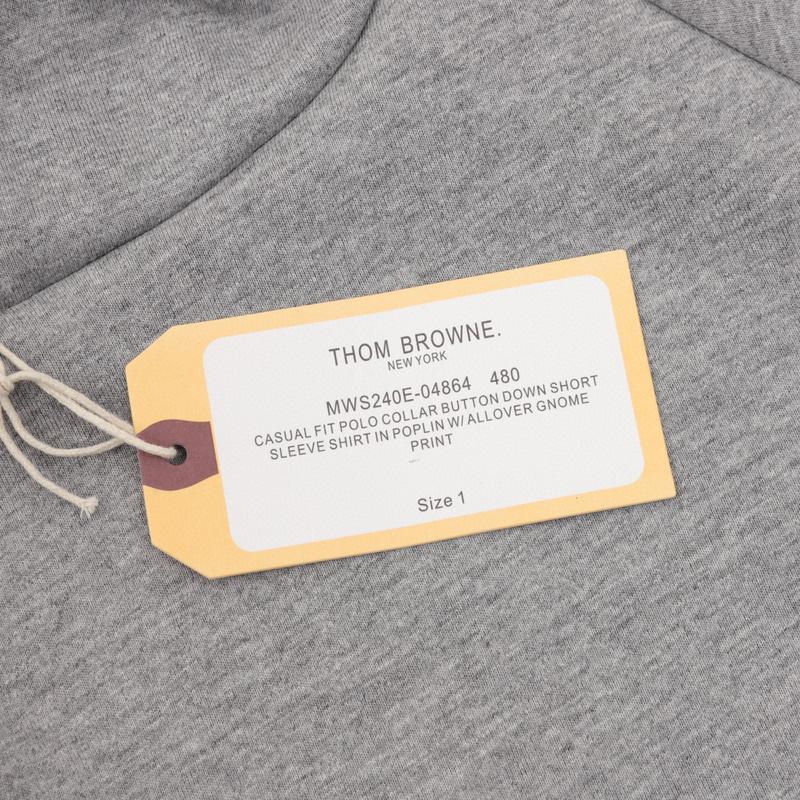 THOM BROWNE.
NEW YORK
MWS240E-04864 480
CASUAL FIT POLO COLLAR BUTTON DOWN SHORT
SLEEVE SHIRT IN POPLIN W/ ALLOVER GNOME
PRINT
Size 1